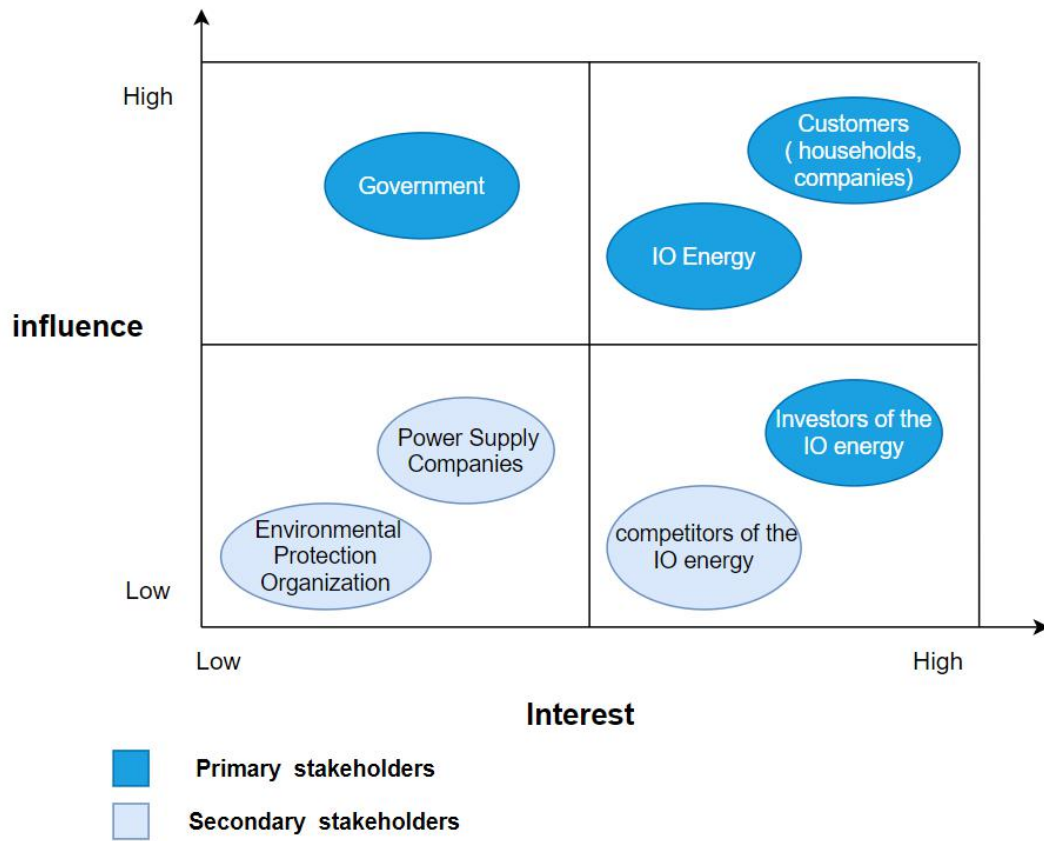 High
Customers
( households,
companies)
Government
IO Energy
influence
Investors of the
IO energy
Power Supply
Companies
competitors of the
IO energy
Environmental
Protection
Organization
Low
Low
High
Interest
Primary stakeholders
Secondary stakeholders